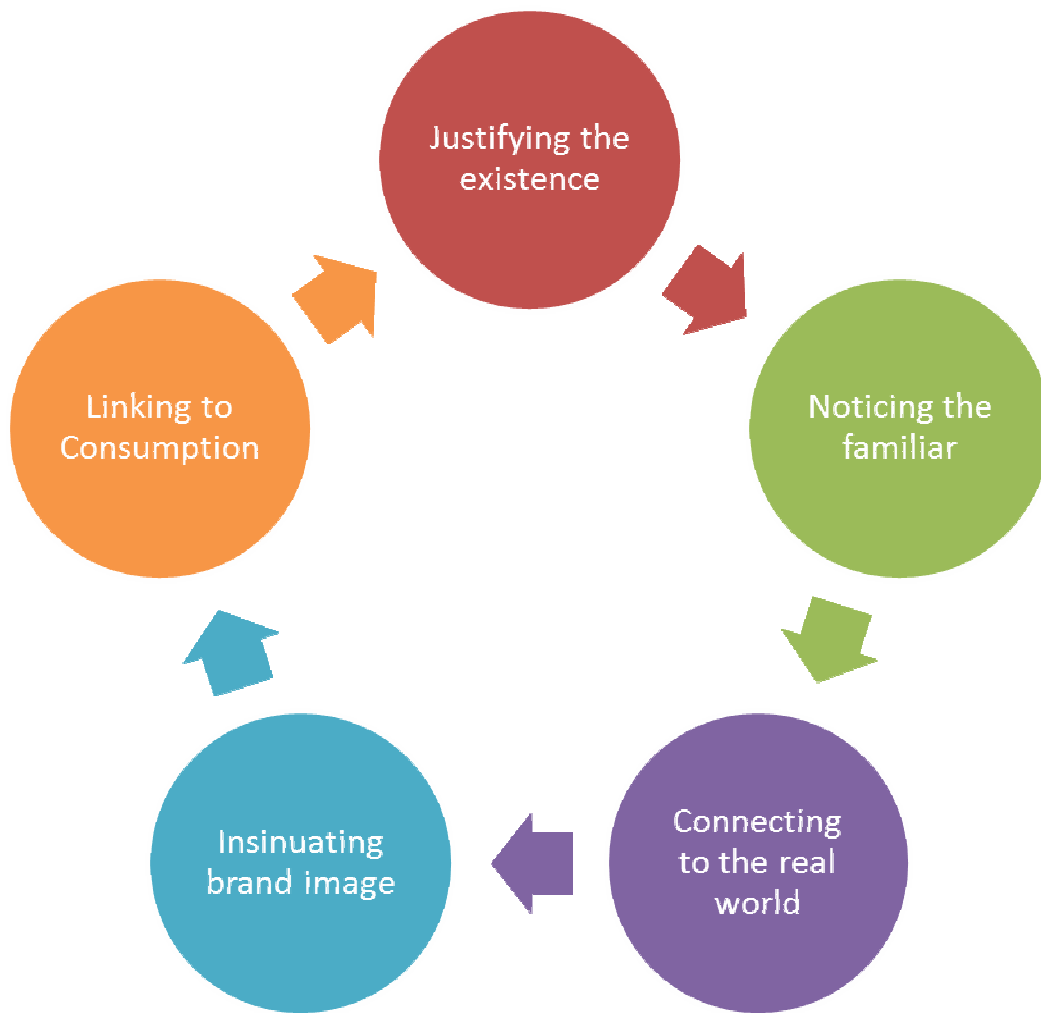 Justifying the
existence
Noticing the
familiar
Connecting
to the real
world
Insinuating
brand image
Linking to
Consumption